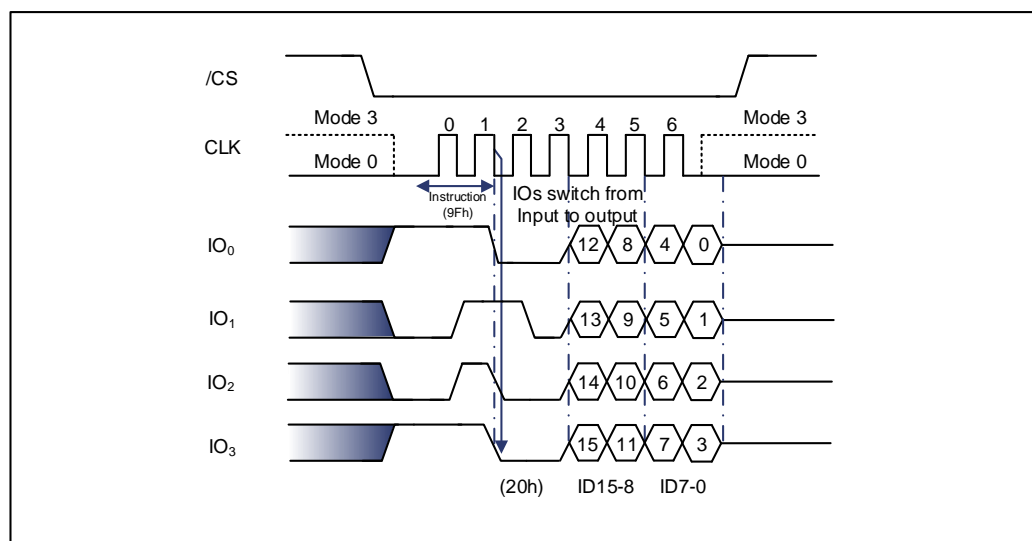 /CS
Mode 3
Mode 3
CLK
0 1 2 3 4 5 6
Mode 0
Mode 0
Instruction
(9Fh)
IOs switch from
Input to output
IO0 12 8 4 0
IO1 13 9 5 1
IO2 14 10 6 2
IO3 15 11 7 3
(20h) ID15-8 ID7-0